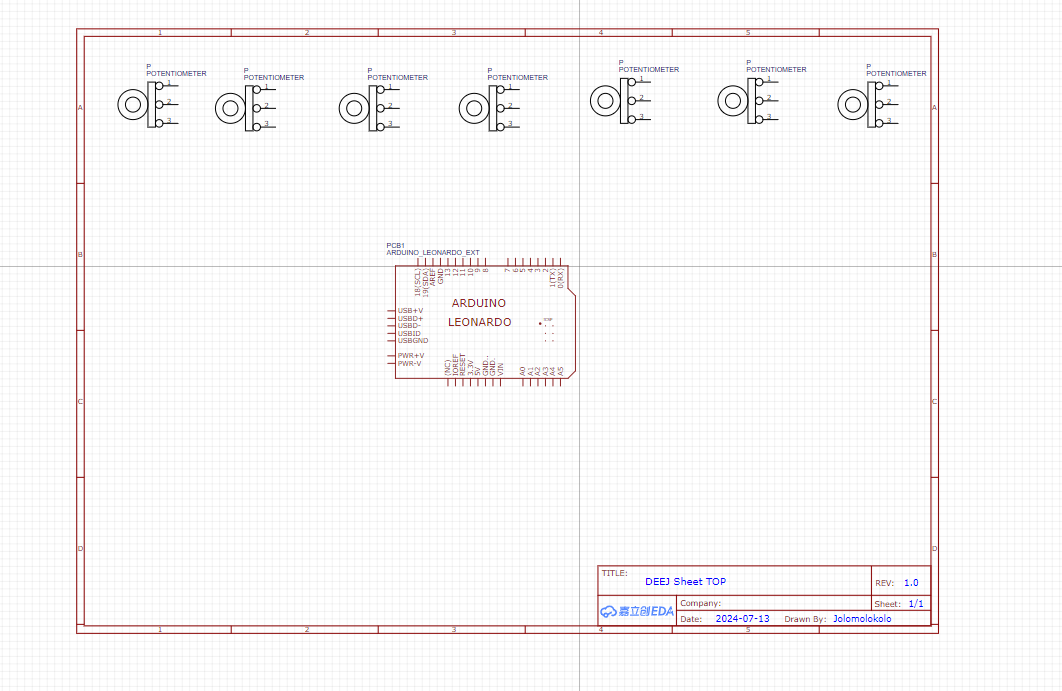 1 2 3 4 5
P
POTENTIOMETER
1
2
3
P
POTENTIOMETER
1
2
3
P
POTENTIOMETER
1
2
3
P
POTENTIOMETER
1
2
3
P
POTENTIOMETER
1
2
3
P
POTENTIOMETER
1
2
3
P
POTENTIOMETER
1
2
3
A A
B B
PCB1
ARDUINO_LEONARDO_EXT
18(SCL) 19(SDA) AREF GND 13 12 11 10 9 8 7 6 5 4 3 2 1(TX) 0(RX)
ARDUINO
LEONARDO
ICSP
USB+V
USBD+
USBD-
USBID
USBGND
PWR+V
PWR-V
(NC) IOREF RESET 3.3V 5V GND. GND. VIN A0 A1 A2 A3 A4 A5
C C
D D
TITLE:
DEEJ Sheet TOP
REV: 1.0
嘉立创EDA
Company:
Sheet: 1/1
Date: 2024-07-13 Drawn By: Jolomolokolo
1 2 3 4 5